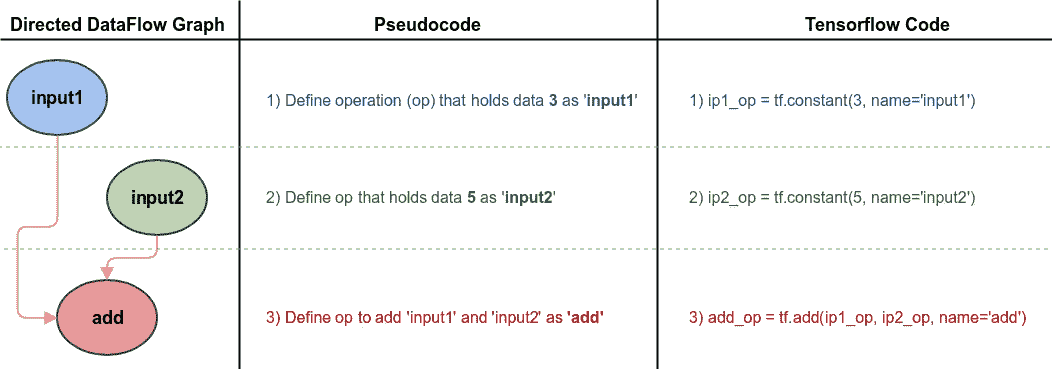 Directed DataFlow Graph
Pseudocode
Tensorflow Code
input1
1) Define operation (op) that holds data 3 as 'input1'
1) ip1_op = tf.constant(3, name='input1')
input2
2) Define op that holds data 5 as 'input2'
2) ip2_op = tf.constant(5, name='input2')
add
3) Define op to add 'input1' and 'input2' as 'add'
3) add_op = tf.add(ip1_op, ip2_op, name='add')